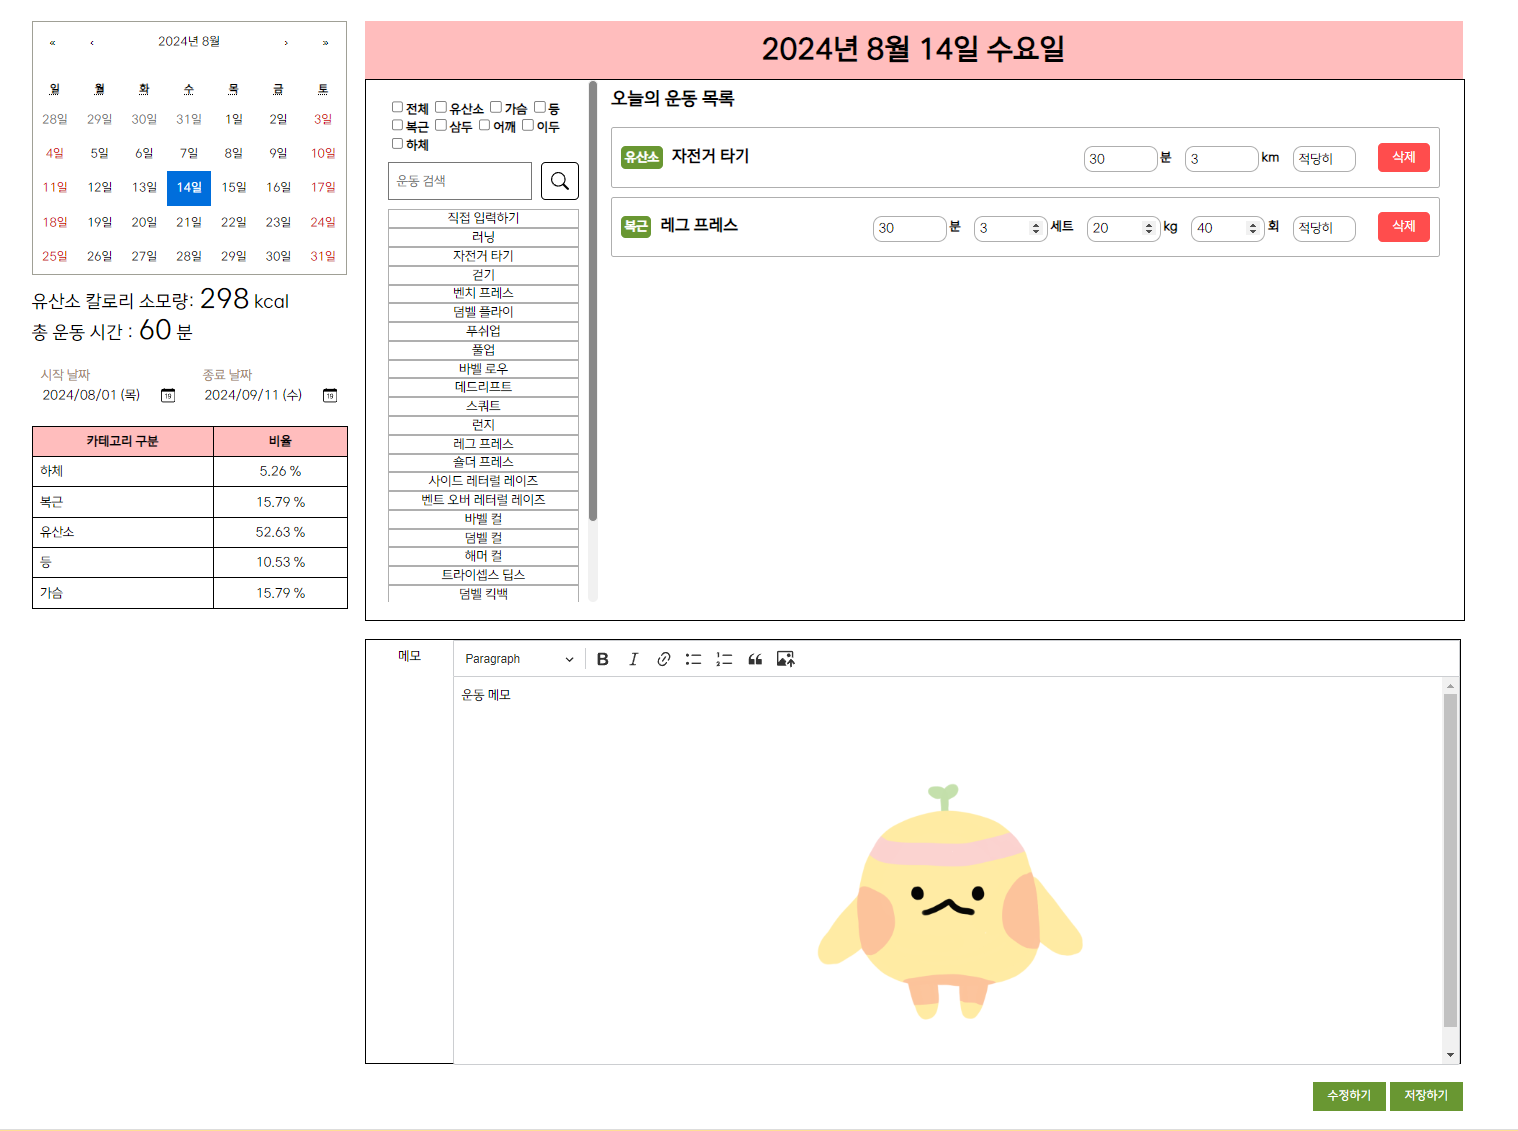 « ‹ 2024년 8월 › »
일 월 화 수 목 금 토
28일 29일 30일 31일 1일 2일 3일
4일 5일 6일 7일 8일 9일 10일
11일 12일 13일 14일 15일 16일 17일
18일 19일 20일 21일 22일 23일 24일
25일 26일 27일 28일 29일 30일 31일
유산소 칼로리 소모량: 298 kcal
총 운동 시간 : 60 분
시작 날짜 종료 날짜
2024/08/01 (목) 19 2024/09/11 (수) 19
카테고리 구분 비율
하체 5.26 %
복근 15.79 %
유산소 52.63 %
등 10.53 %
가슴 15.79 %
2024년 8월 14일 수요일
전체 유산소 가슴 등
복근 삼두 어깨 이두
하체
운동 검색
직접 입력하기
러닝
자전거 타기
걷기
벤치 프레스
덤벨 플라이
푸쉬업
풀업
바벨 로우
데드리프트
스쿼트
런지
레그 프레스
숄더 프레스
사이드 레터럴 레이즈
벤트 오버 레터럴 레이즈
바벨 컬
덤벨 컬
해머 컬
트라이셉스 딥스
덤벨 킥백
오늘의 운동 목록
유산소 자전거 타기 30 분 3 km 적당히 삭제
복근 레그 프레스 30 분 3 세트 20 kg 40 회 적당히 삭제
메모
Paragraph B I
운동 메모
수정하기 저장하기